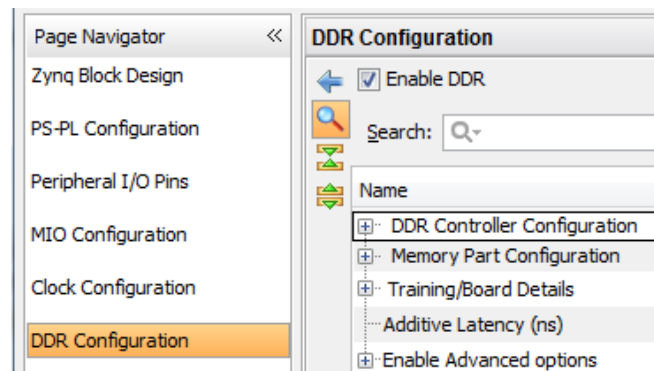 Page Navigator
Zynq Block Design
PS-PL Configuration
Peripheral I/O Pins
MIO Configuration
Clock Configuration
DDR Configuration
DDR Configuration
Enable DDR
Search:
Name
DDR Controller Configuration
Memory Part Configuration
Training/Board Details
Additive Latency (ns)
Enable Advanced options